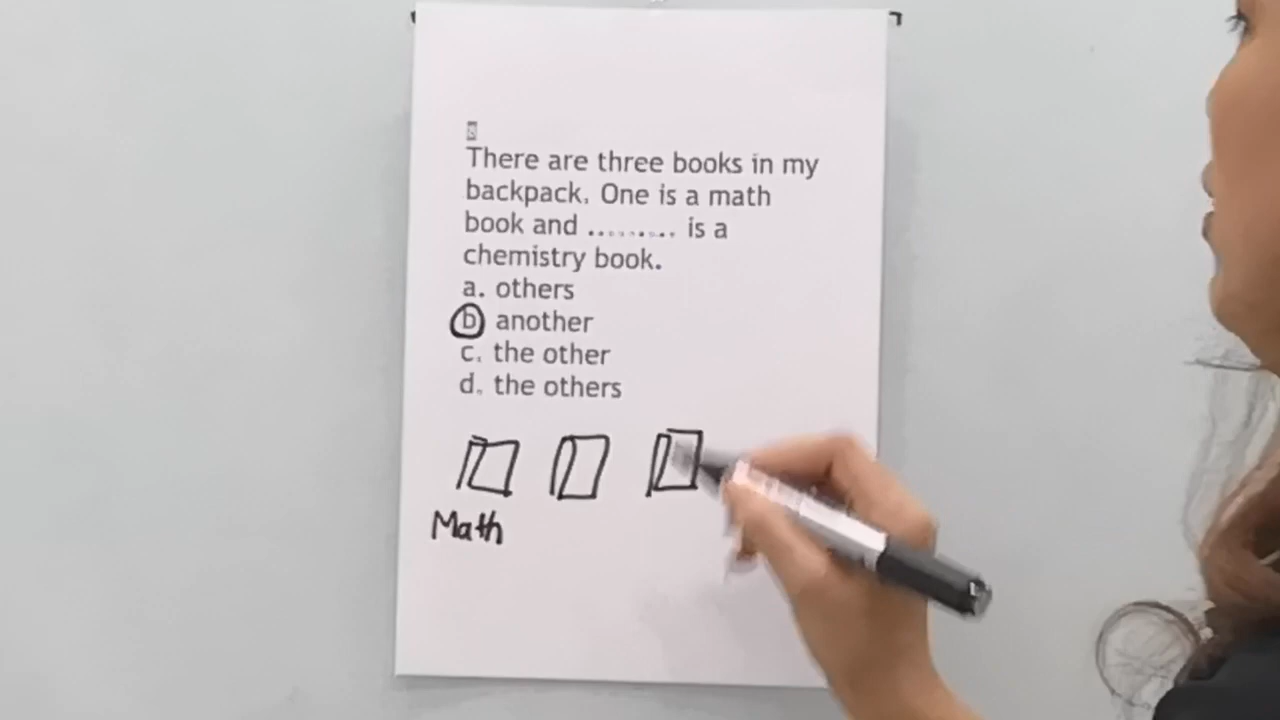 There are three books in my
backpack. One is a math
book and ......... is a
chemistry book.
a. others
b another
c. the other
d. the others
Math